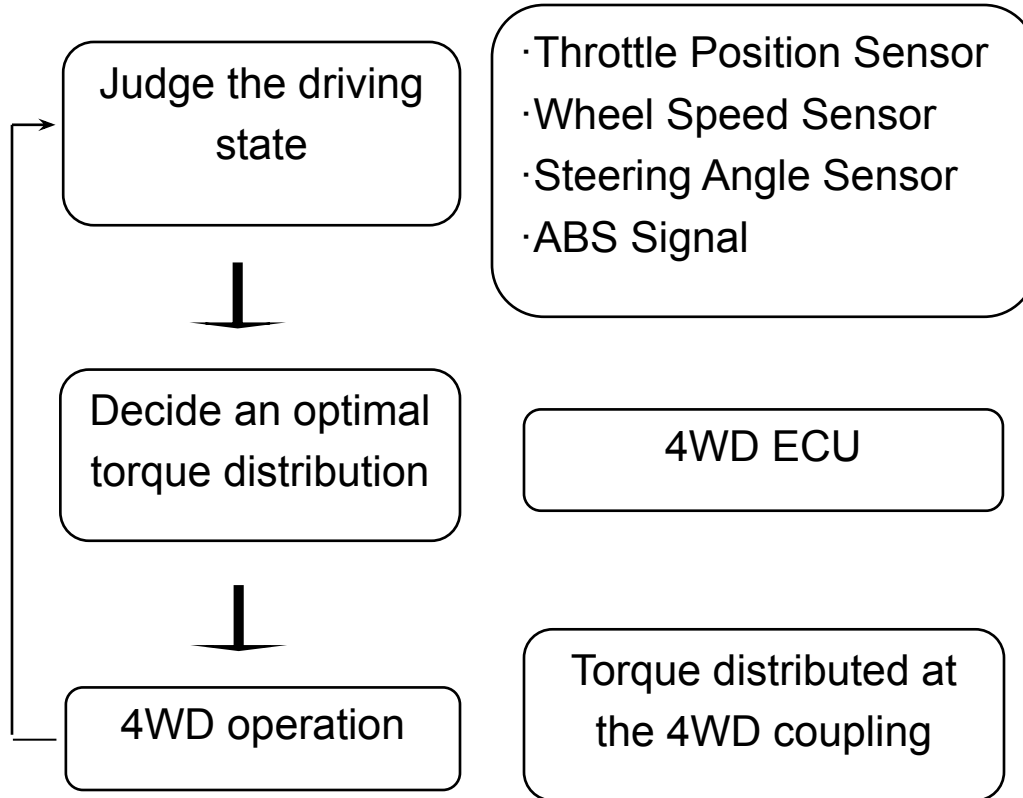 Judge the driving
state
·Throttle Position Sensor
·Wheel Speed Sensor
·Steering Angle Sensor
·ABS Signal
Decide an optimal
torque distribution
4WD ECU
4WD operation
Torque distributed at
the 4WD coupling